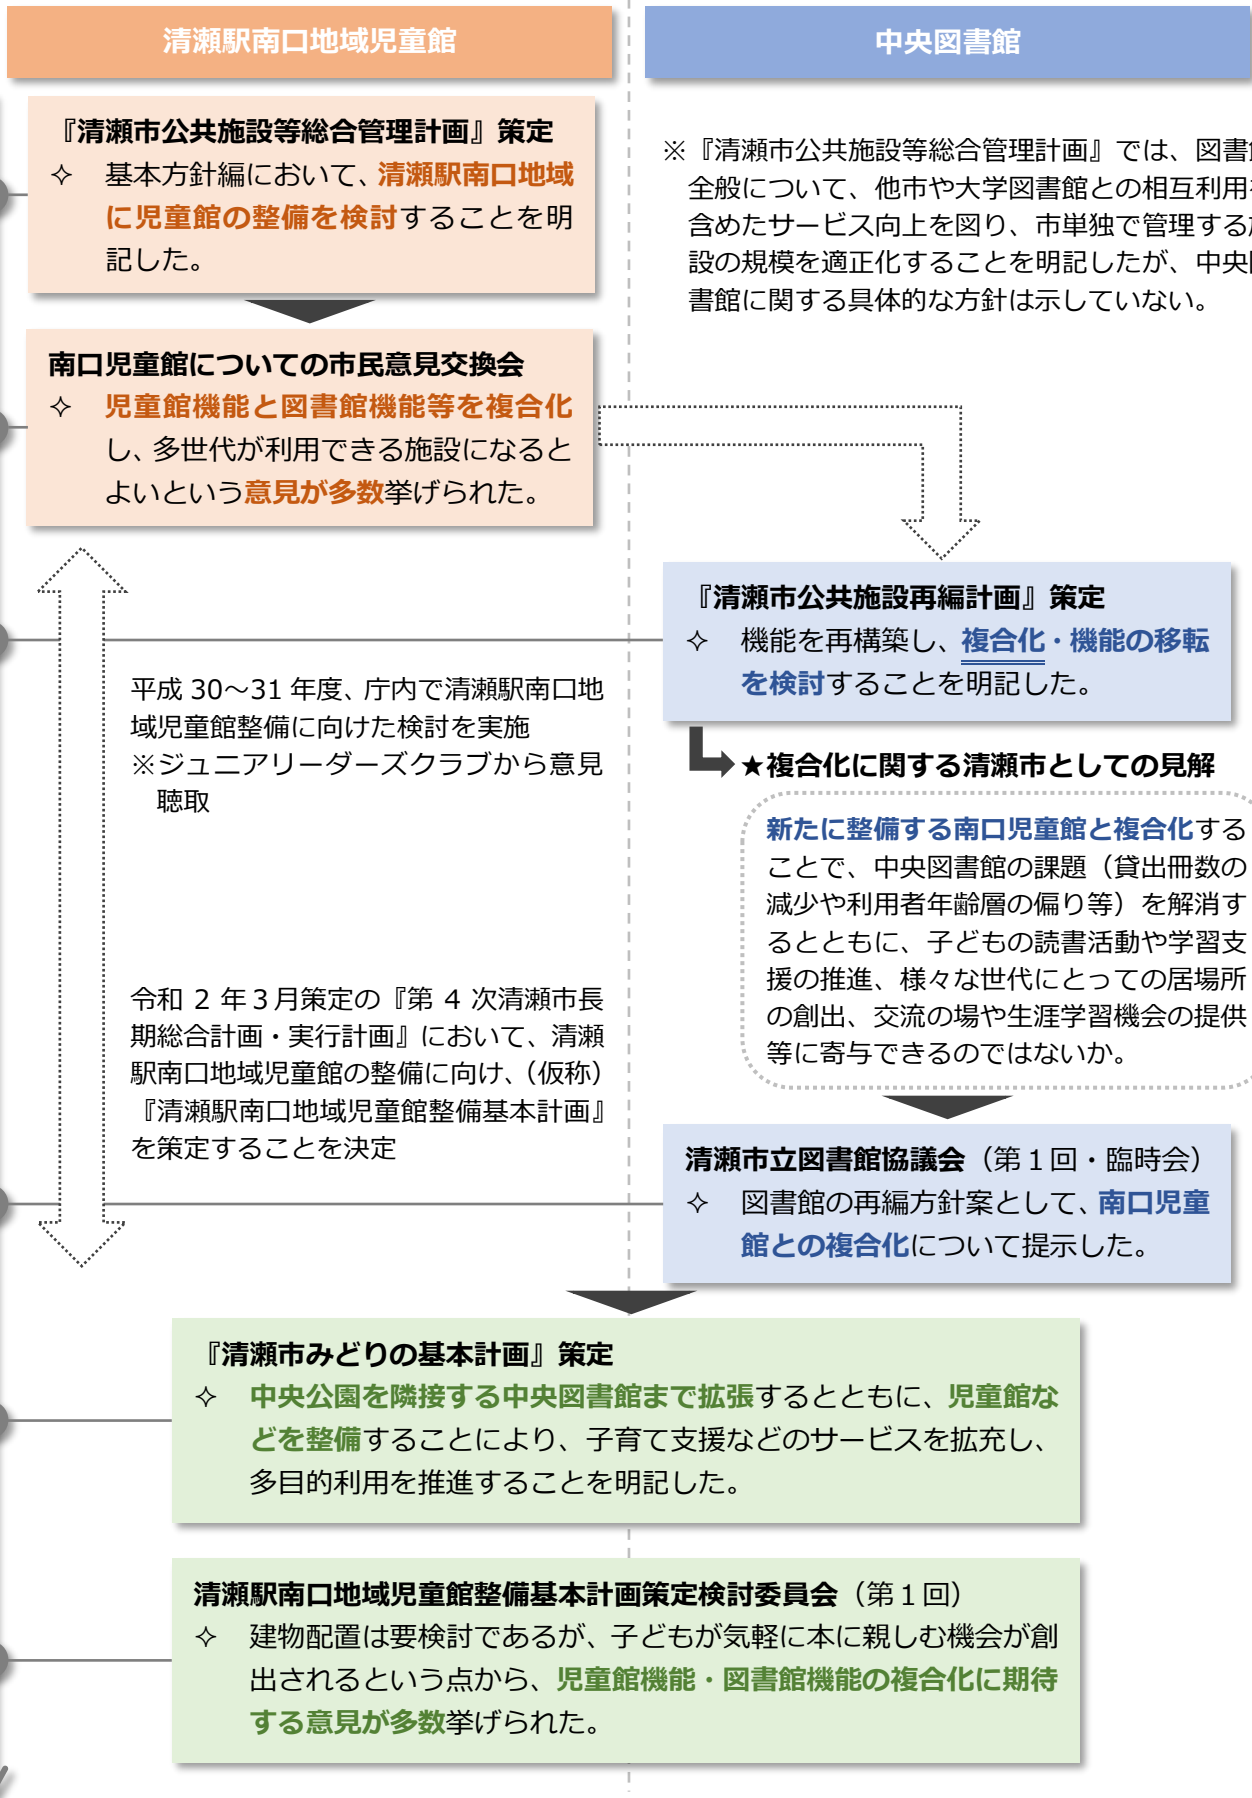 清瀬駅南口地域児童館
『清瀬市公共施設等総合管理計画』策定
✧ 基本方針編において、清瀬駅南口地域
に児童館の整備を検討することを明
記した。
南口児童館についての市民意見交換会
✧ 児童館機能と図書館機能等を複合化
し、多世代が利用できる施設になると
よいという意見が多数挙げられた。
平成 30～31 年度、庁内で清瀬駅南口地
域児童館整備に向けた検討を実施
※ジュニアリーダーズクラブから意見
聴取
令和 2 年３月策定の『第 4 次清瀬市長
期総合計画・実行計画』において、清瀬
駅南口地域児童館の整備に向け、（仮称）
『清瀬駅南口地域児童館整備基本計画』
を策定することを決定
中央図書館
※『清瀬市公共施設等総合管理計画』では、図書
全般について、他市や大学図書館との相互利用
含めたサービス向上を図り、市単独で管理する
設の規模を適正化することを明記したが、中央
書館に関する具体的な方針は示していない。
『清瀬市公共施設再編計画』策定
✧ 機能を再構築し、複合化・機能の移転
を検討することを明記した。
★複合化に関する清瀬市としての見解
新たに整備する南口児童館と複合化する
ことで、中央図書館の課題（貸出冊数の
減少や利用者年齢層の偏り等）を解消す
るとともに、子どもの読書活動や学習支
援の推進、様々な世代にとっての居場所
の創出、交流の場や生涯学習機会の提供
等に寄与できるのではないか。
清瀬市立図書館協議会（第１回・臨時会）
✧ 図書館の再編方針案として、南口児童
館との複合化について提示した。
『清瀬市みどりの基本計画』策定
✧ 中央公園を隣接する中央図書館まで拡張するとともに、児童館な
どを整備することにより、子育て支援などのサービスを拡充し、
多目的利用を推進することを明記した。
清瀬駅南口地域児童館整備基本計画策定検討委員会（第１回）
✧ 建物配置は要検討であるが、子どもが気軽に本に親しむ機会が創
出されるという点から、児童館機能・図書館機能の複合化に期待
する意見が多数挙げられた。